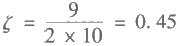 ζ = 9 / 2 × 10 = 0. 45